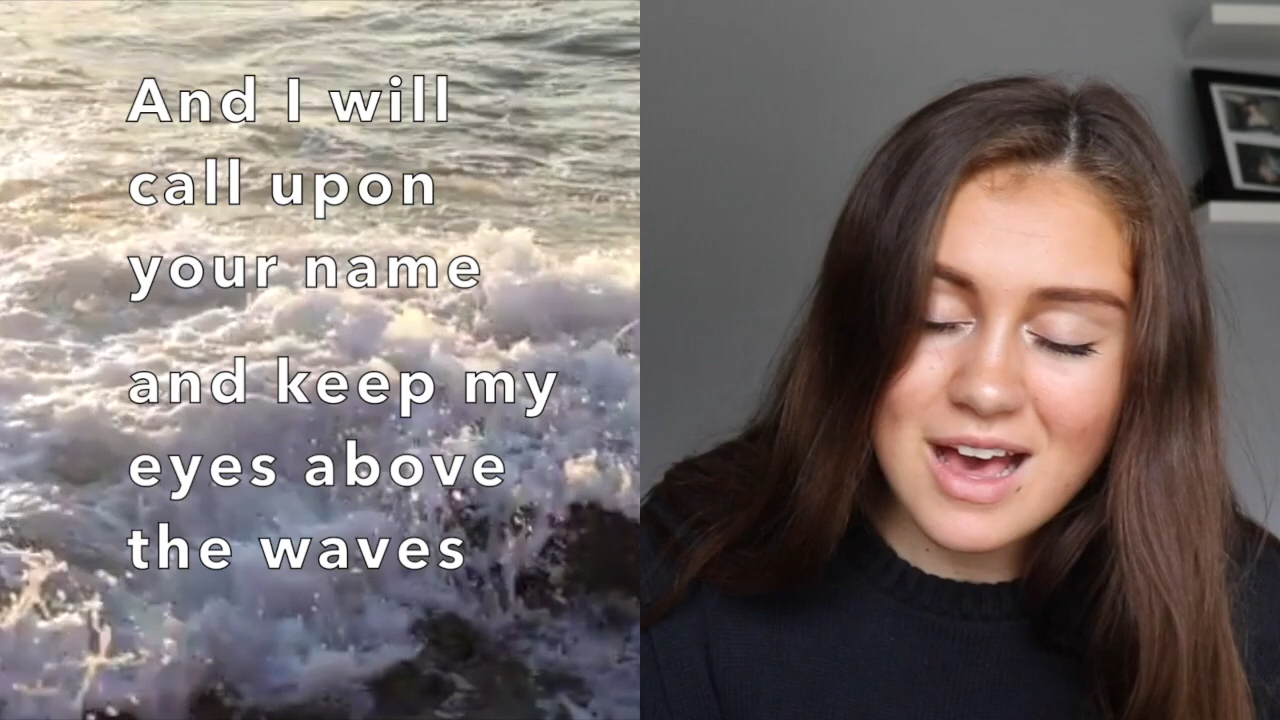 And I will
call upon
your name
and keep my
eyes above
the waves